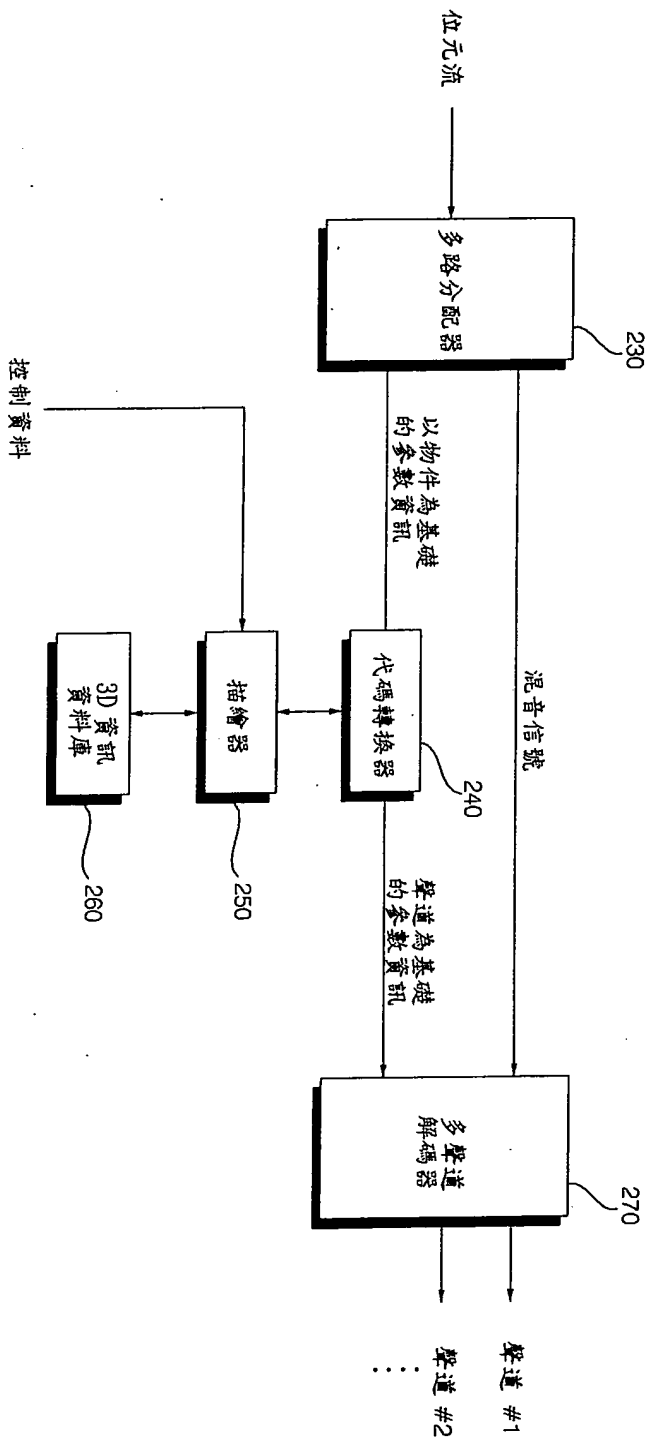 位元流
多路分配器
230
混音信號
以物件為基礎
的參數資訊
代碼轉換器
240
聲道為基礎
的參數資訊
多聲道
解碼器
270
聲道 #1
聲道 #2
....
控制資料
描繪器
250
3D 資訊
資料庫
260